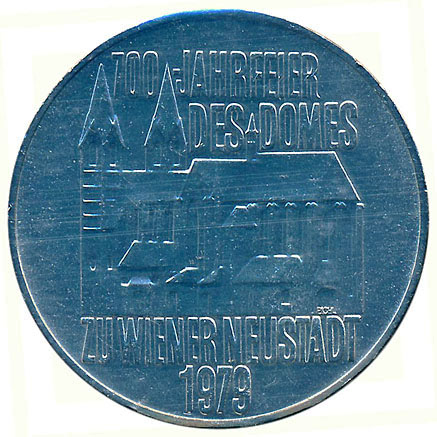 700-JAHRFEIER
DES DOMES
ZU WIENER NEUSTADT
1979